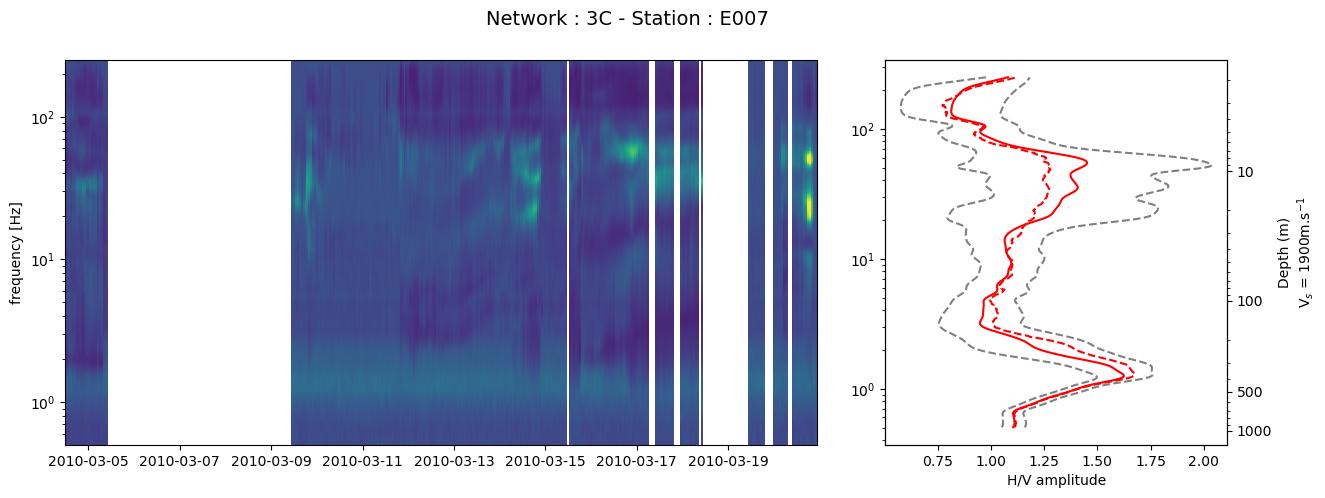 Network : 3C - Station : E007
frequency [Hz]
10²
10¹
10⁰
2010-03-05 2010-03-07 2010-03-09 2010-03-11 2010-03-13 2010-03-15 2010-03-17 2010-03-19
10²
10¹
10⁰
0.75 1.00 1.25 1.50 1.75 2.00
H/V amplitude
10
100
500
1000
Depth (m)
Vₛ = 1900m.s⁻¹